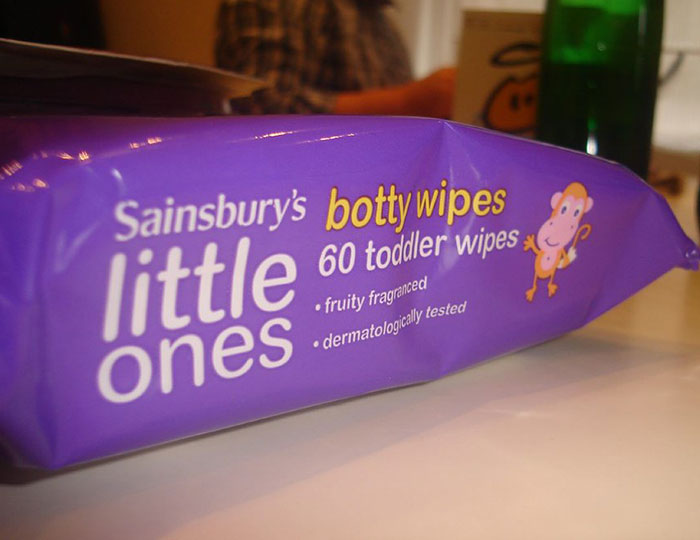 Sainsbury's
little
ones
botty wipes
60 toddler wipes
• fruity fragranced
• dermatologically tested